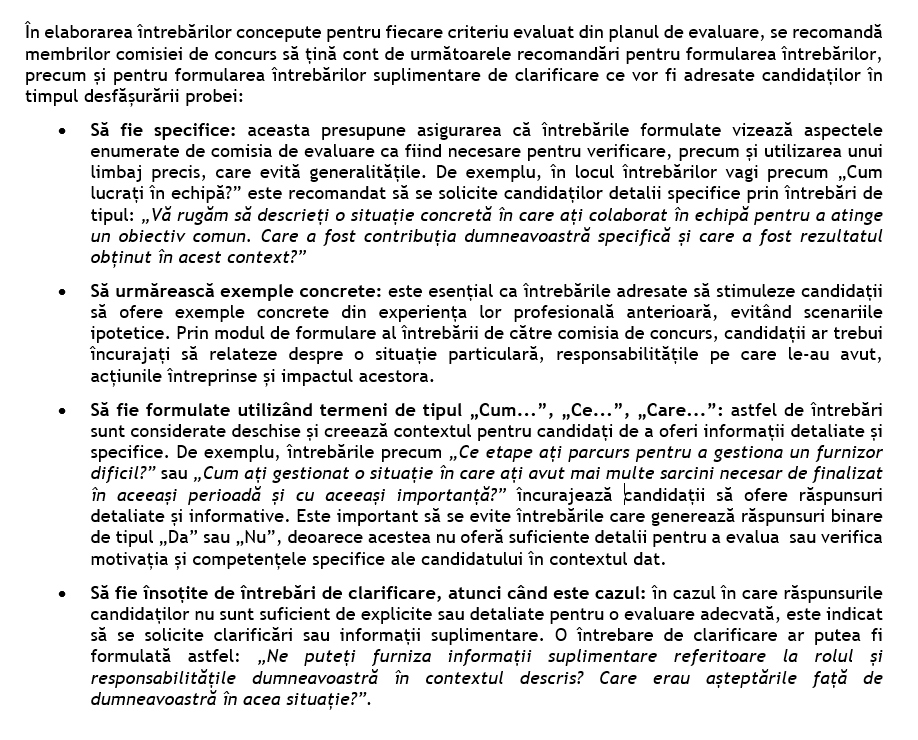 În elaborarea întrebărilor concepute pentru fiecare criteriu evaluat din planul de evaluare, se recomandă
membrilor comisiei de concurs să țină cont de următoarele recomandări pentru formularea întrebărilor,
precum și pentru formularea întrebărilor suplimentare de clarificare ce vor fi adresate candidaților în
timpul desfășurării probei:
• Să fie specifice: aceasta presupune asigurarea că întrebările formulate vizează aspectele
enumerate de comisia de evaluare ca fiind necesare pentru verificare, precum și utilizarea unui
limbaj precis, care evită generalitățile. De exemplu, în locul întrebărilor vagi precum „Cum
lucrați în echipă?” este recomandat să se solicite candidaților detalii specifice prin întrebări de
tipul: „Vă rugăm să descrieți o situație concretă în care ați colaborat în echipă pentru a atinge
un obiectiv comun. Care a fost contribuția dumneavoastră specifică și care a fost rezultatul
obținut în acest context?”
• Să urmărească exemple concrete: este esențial ca întrebările adresate să stimuleze candidații
să ofere exemple concrete din experiența lor profesională anterioară, evitând scenariile
ipotetice. Prin modul de formulare al întrebării de către comisia de concurs, candidații ar trebui
încurajați să relateze despre o situație particulară, responsabilitățile pe care le-au avut,
acțiunile întreprinse și impactul acestora.
• Să fie formulate utilizând termeni de tipul „Cum...”, „Ce...”, „Care...”: astfel de întrebări
sunt considerate deschise și creează contextul pentru candidați de a oferi informații detaliate și
specifice. De exemplu, întrebările precum „Ce etape ați parcurs pentru a gestiona un furnizor
dificil?” sau „Cum ați gestionat o situație în care ați avut mai multe sarcini necesar de finalizat
în aceeași perioadă și cu aceeași importanță?” încurajează candidații să ofere răspunsuri
detaliate și informative. Este important să se evite întrebările care generează răspunsuri binare
de tipul „Da” sau „Nu”, deoarece acestea nu oferă suficiente detalii pentru a evalua sau verifica
motivația și competențele specifice ale candidatului în contextul dat.
• Să fie însoțite de întrebări de clarificare, atunci când este cazul: în cazul în care răspunsurile
candidaților nu sunt suficient de explicite sau detaliate pentru o evaluare adecvată, este indicat
să se solicite clarificări sau informații suplimentare. O întrebare de clarificare ar putea fi
formulată astfel: „Ne puteți furniza informații suplimentare referitoare la rolul și
responsabilitățile dumneavoastră în contextul descris? Care erau așteptările față de
dumneavoastră în acea situație?”.